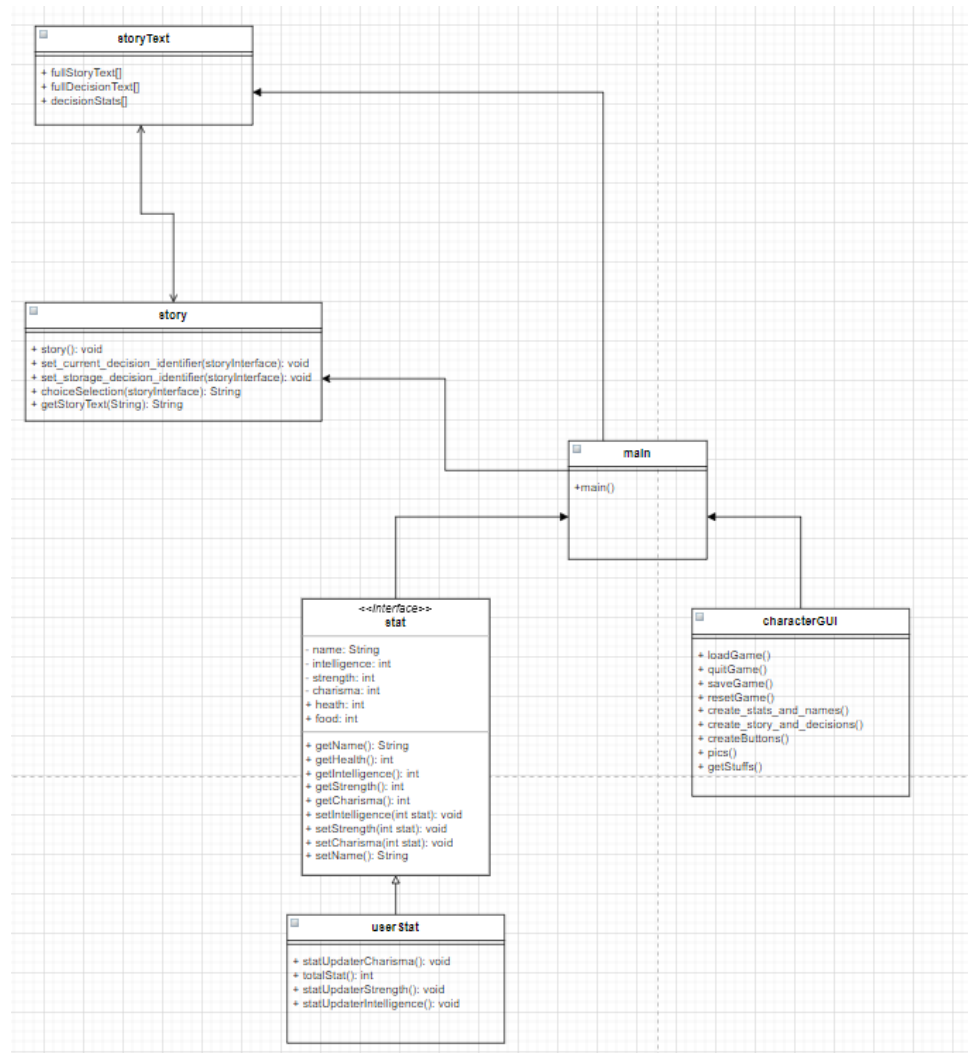 storyText
+ fullStoryText[]
+ fullDecisionText[]
+ decisionStats[]
story
+ story(): void
+ set_current_decision_identifier(storyInterface): void
+ set_storage_decision_identifier(storyInterface): void
+ choiceSelection(storyInterface): String
+ getStoryText(String): String
main
+main()
<<Interface>>
stat
- name: String
- intelligence: int
- strength: int
- charisma: int
+ heath: int
+ food: int
+ getName(): String
+ getHealth(): int
+ getIntelligence(): int
+ getStrength(): int
+ getCharisma(): int
+ setIntelligence(int stat): void
+ setStrength(int stat): void
+ setCharisma(int stat): void
+ setName(): String
characterGUI
+ loadGame()
+ quitGame()
+ saveGame()
+ resetGame()
+ create_stats_and_names()
+ create_story_and_decisions()
+ createButtons()
+ pics()
+ getStuffs()
userStat
+ statUpdaterCharisma(): void
+ totalStat(): int
+ statUpdaterStrength(): void
+ statUpdaterIntelligence(): void